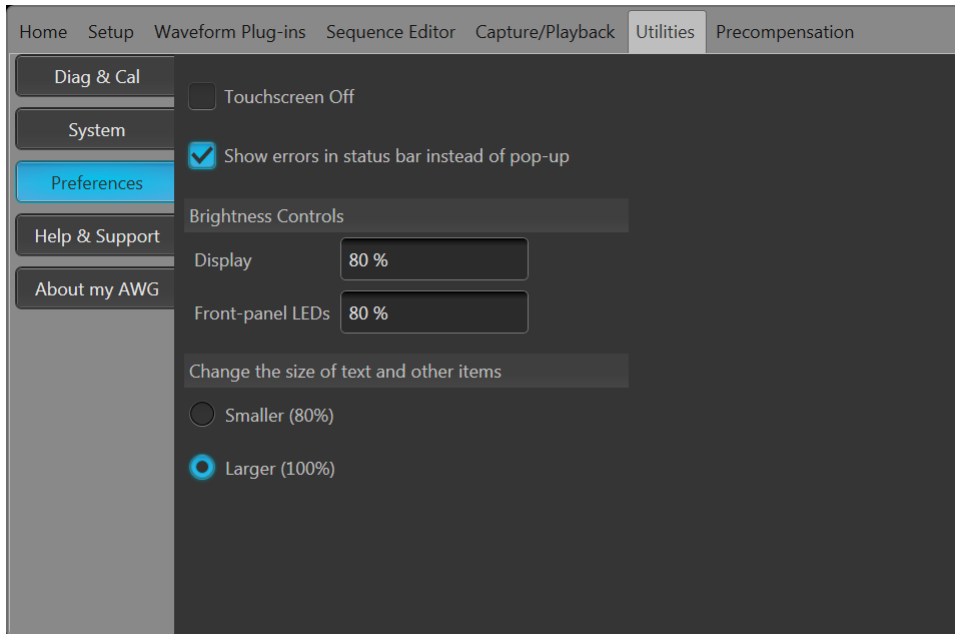 Home Setup Waveform Plug-ins Sequence Editor Capture/Playback Utilities Precompensation
Diag & Cal
System
Preferences
Help & Support
About my AWG
Touchscreen Off
Show errors in status bar instead of pop-up
Brightness Controls
Display 80 %
Front-panel LEDs 80 %
Change the size of text and other items
Smaller (80%)
Larger (100%)